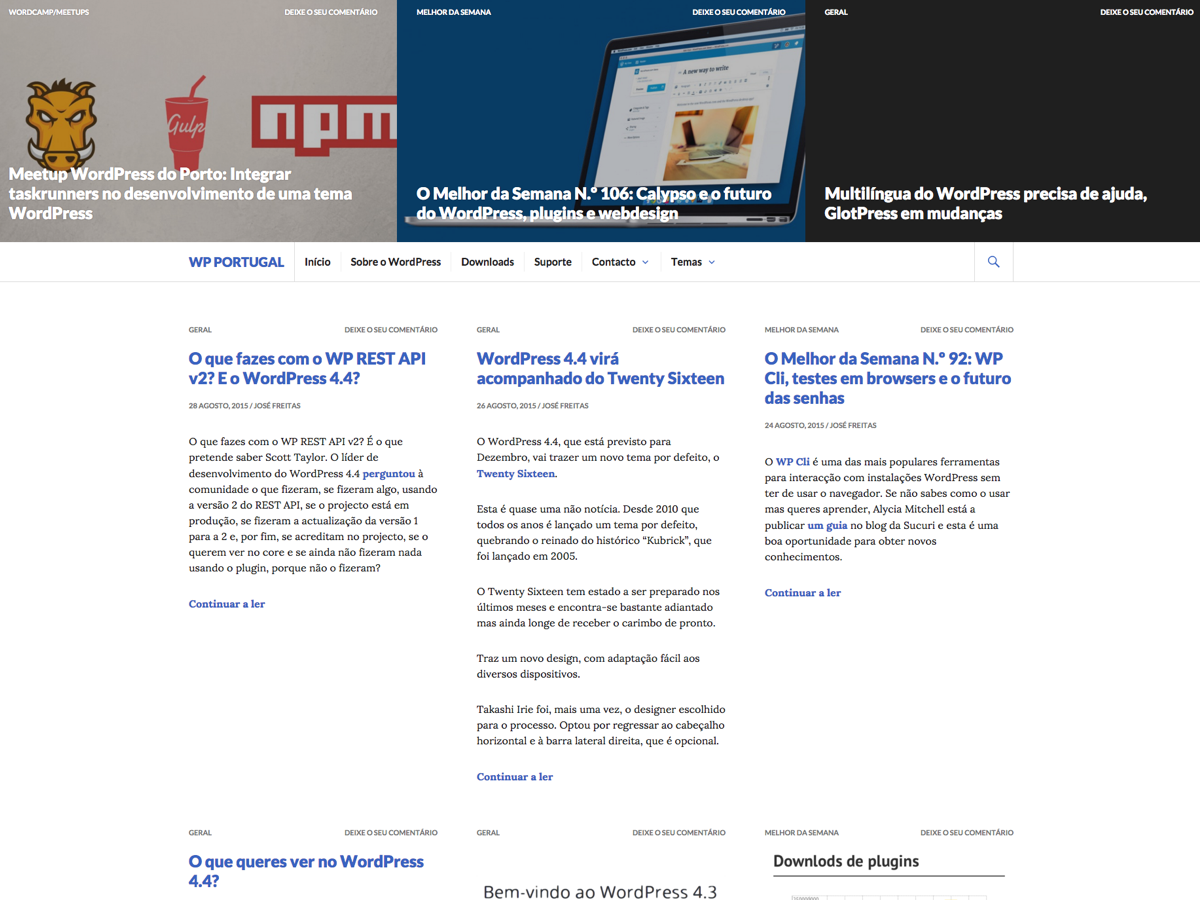 WORDCAMP/MEETUPS
DEIXE O SEU COMENTÁRIO
Gulp
npm
Meetup WordPress do Porto: Integrar
taskrunners no desenvolvimento de uma tema
WordPress
MELHOR DA SEMANA
DEIXE O SEU COMENTÁRIO
A new way to write
O Melhor da Semana N.º 106: Calypso e o futuro
do WordPress, plugins e webdesign
GERAL
DEIXE O SEU COMENTÁRIO
Multilíngua do WordPress precisa de ajuda,
GlotPress em mudanças
WP PORTUGAL
Início
Sobre o WordPress
Downloads
Suporte
Contacto
Temas
GERAL
DEIXE O SEU COMENTÁRIO
O que fazes com o WP REST API
v2? E o WordPress 4.4?
28 AGOSTO, 2015 / JOSÉ FREITAS
O que fazes com o WP REST API v2? É o que
pretende saber Scott Taylor. O líder de
desenvolvimento do WordPress 4.4 perguntou à
comunidade o que fizeram, se fizeram algo, usando
a versão 2 do REST API, se o projecto está em
produção, se fizeram a actualização da versão 1
para a 2 e, por fim, se acreditam no projecto, se o
querem ver no core e se ainda não fizeram nada
usando o plugin, porque não o fizeram?
Continuar a ler
GERAL
DEIXE O SEU COMENTÁRIO
WordPress 4.4 virá
acompanhado do Twenty Sixteen
26 AGOSTO, 2015 / JOSÉ FREITAS
O WordPress 4.4, que está previsto para
Dezembro, vai trazer um novo tema por defeito, o
Twenty Sixteen.
Esta é quase uma não notícia. Desde 2010 que
todos os anos é lançado um tema por defeito,
quebrando o reinado do histórico “Kubrick”, que
foi lançado em 2005.
O Twenty Sixteen tem estado a ser preparado nos
últimos meses e encontra-se bastante adiantado
mas ainda longe de receber o carimbo de pronto.
Traz um novo design, com adaptação fácil aos
diversos dispositivos.
Takashi Irie foi, mais uma vez, o designer escolhido
para o processo. Optou por regressar ao cabeçalho
horizontal e à barra lateral direita, que é opcional.
Continuar a ler
MELHOR DA SEMANA
DEIXE O SEU COMENTÁRIO
O Melhor da Semana N.º 92: WP
Cli, testes em browsers e o futuro
das senhas
24 AGOSTO, 2015 / JOSÉ FREITAS
O WP Cli é uma das mais populares ferramentas
para interacção com instalações WordPress sem
ter de usar o navegador. Se não sabes como o usar
mas queres aprender, Alycia Mitchell está a
publicar um guia no blog da Sucuri e esta é uma
boa oportunidade para obter novos
conhecimentos.
Continuar a ler
GERAL
DEIXE O SEU COMENTÁRIO
O que queres ver no WordPress
4.4?
GERAL
DEIXE O SEU COMENTÁRIO
Bem-vindo ao WordPress 4.3
MELHOR DA SEMANA
DEIXE O SEU COMENTÁRIO
Downlods de plugins